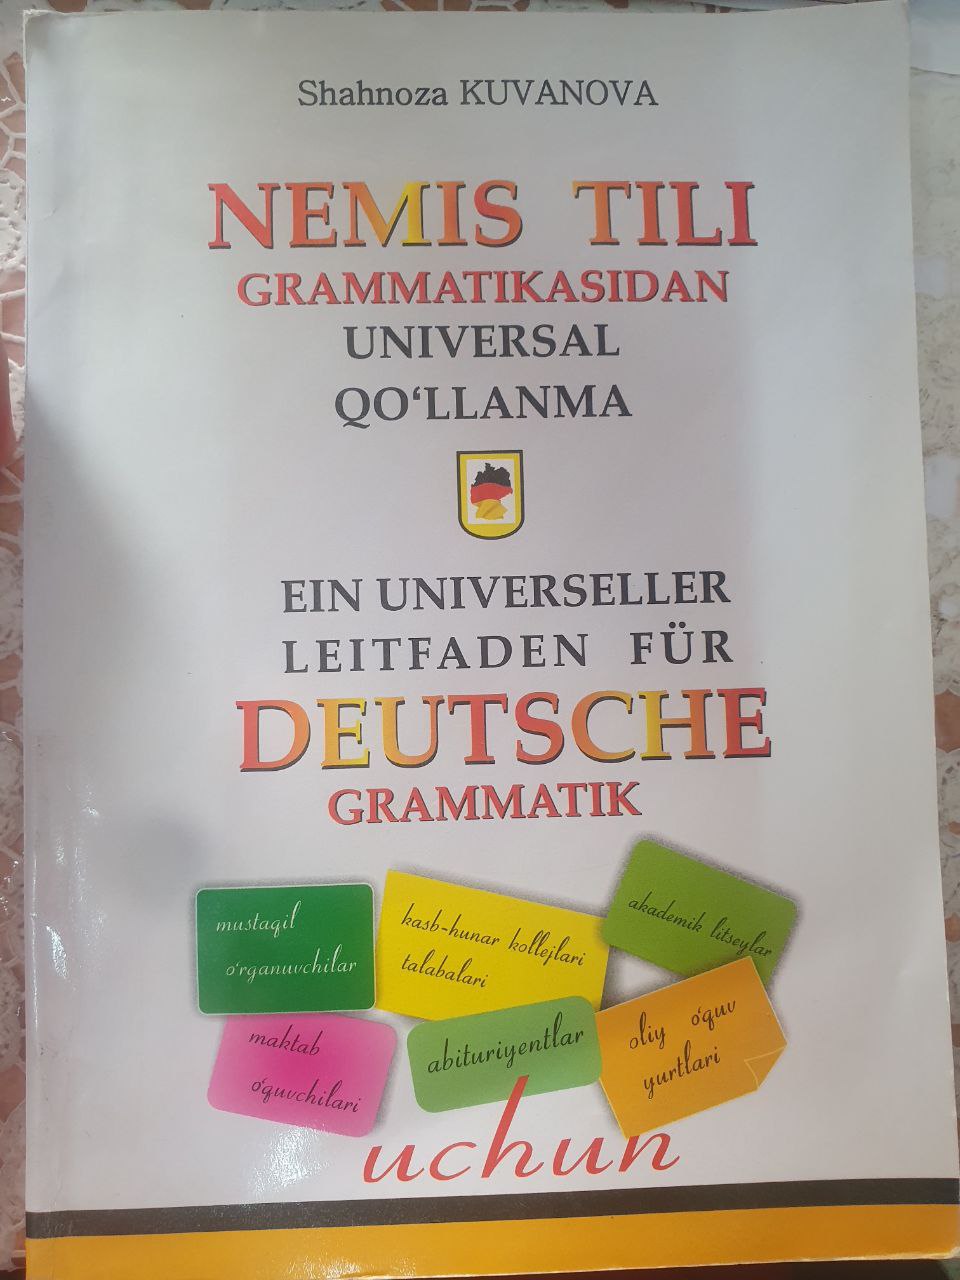 Shahnoza KUVANOVA
NEMIS TILI
GRAMMATIKASIDAN
UNIVERSAL
QO‘LLANMA
EIN UNIVERSELLER
LEITFADEN FÜR
DEUTSCHE
GRAMMATIK
mustaqil
o‘rganuvchilar
kasb-hunar kollejlari
talabalari
akademik litseylar
maktab
o‘quvchilari
abituriyentlar
oliy o‘quv
yurtlari
uchun